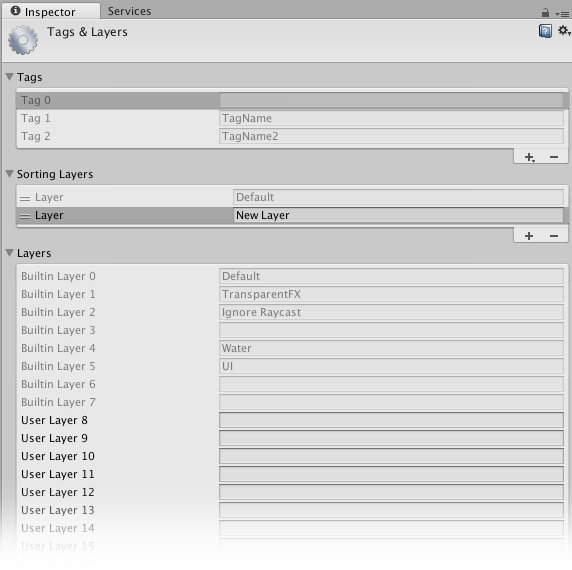 Inspector Services
Tags & Layers
Tags
Tag 0
Tag 1 TagName
Tag 2 TagName2
Sorting Layers
Layer Default
Layer New Layer
Layers
Builtin Layer 0 Default
Builtin Layer 1 TransparentFX
Builtin Layer 2 Ignore Raycast
Builtin Layer 3
Builtin Layer 4 Water
Builtin Layer 5 UI
Builtin Layer 6
Builtin Layer 7
User Layer 8
User Layer 9
User Layer 10
User Layer 11
User Layer 12
User Layer 13
User Layer 14
User Layer 15